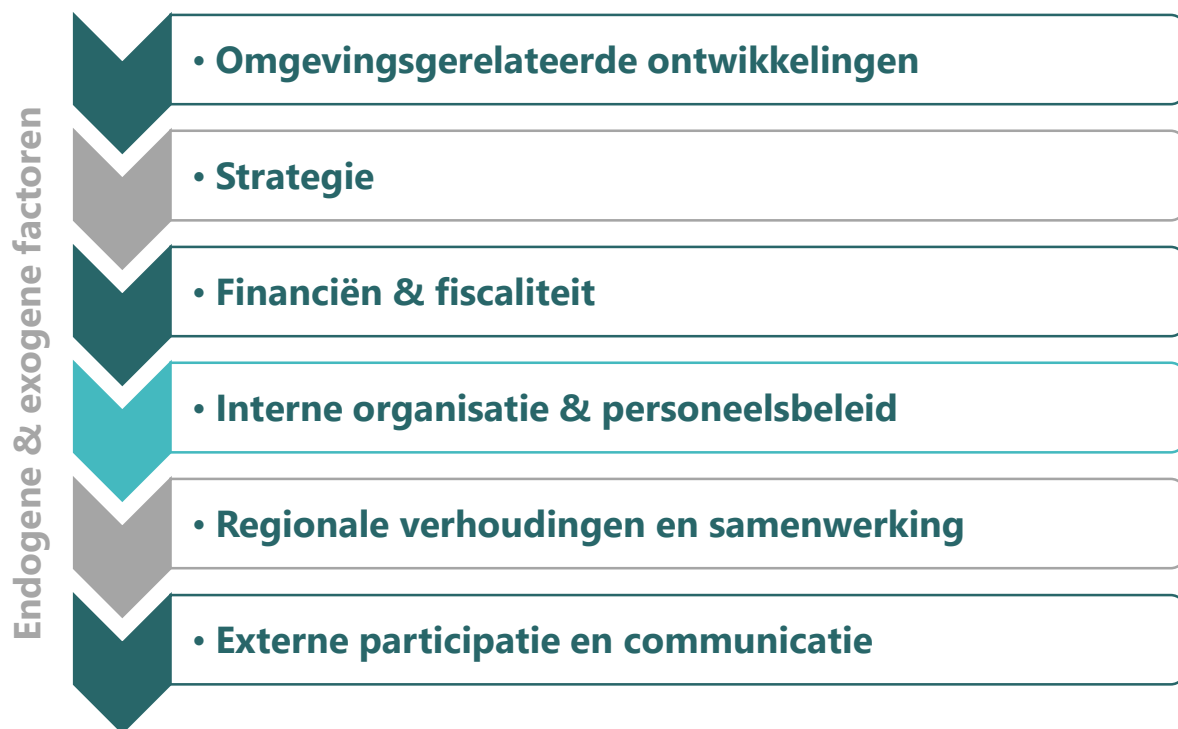 Endogene & exogene factoren
• Omgevingsgerelateerde ontwikkelingen
• Strategie
• Financiën & fiscaliteit
• Interne organisatie & personeelsbeleid
• Regionale verhoudingen en samenwerking
• Externe participatie en communicatie